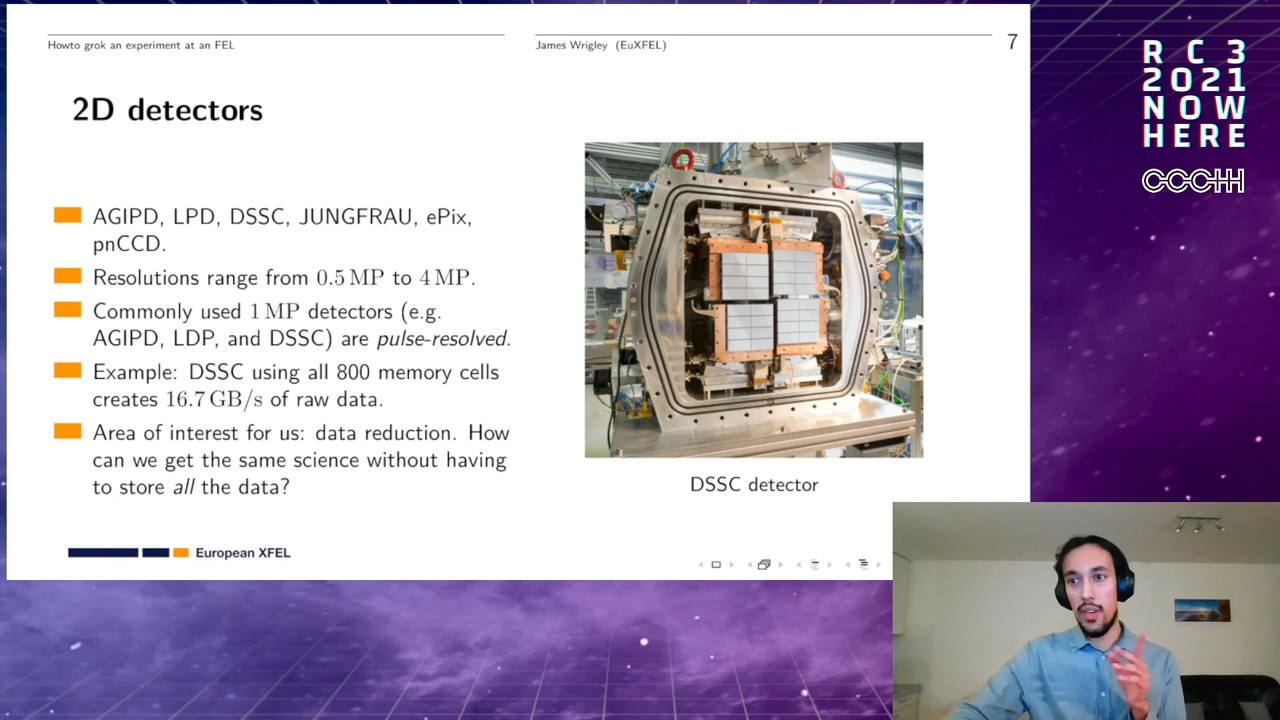 Howto grok an experiment at an FEL
James Wrigley (EuXFEL)
7
2D detectors
AGIPD, LPD, DSSC, JUNGFRAU, ePix,
pnCCD.
Resolutions range from 0.5 MP to 4 MP.
Commonly used 1 MP detectors (e.g.
AGIPD, LDP, and DSSC) are pulse-resolved.
Example: DSSC using all 800 memory cells
creates 16.7 GB/s of raw data.
Area of interest for us: data reduction. How
can we get the same science without having
to store all the data?
DSSC detector
European XFEL
R C 3
2021
NOW
HERE
CCCHH